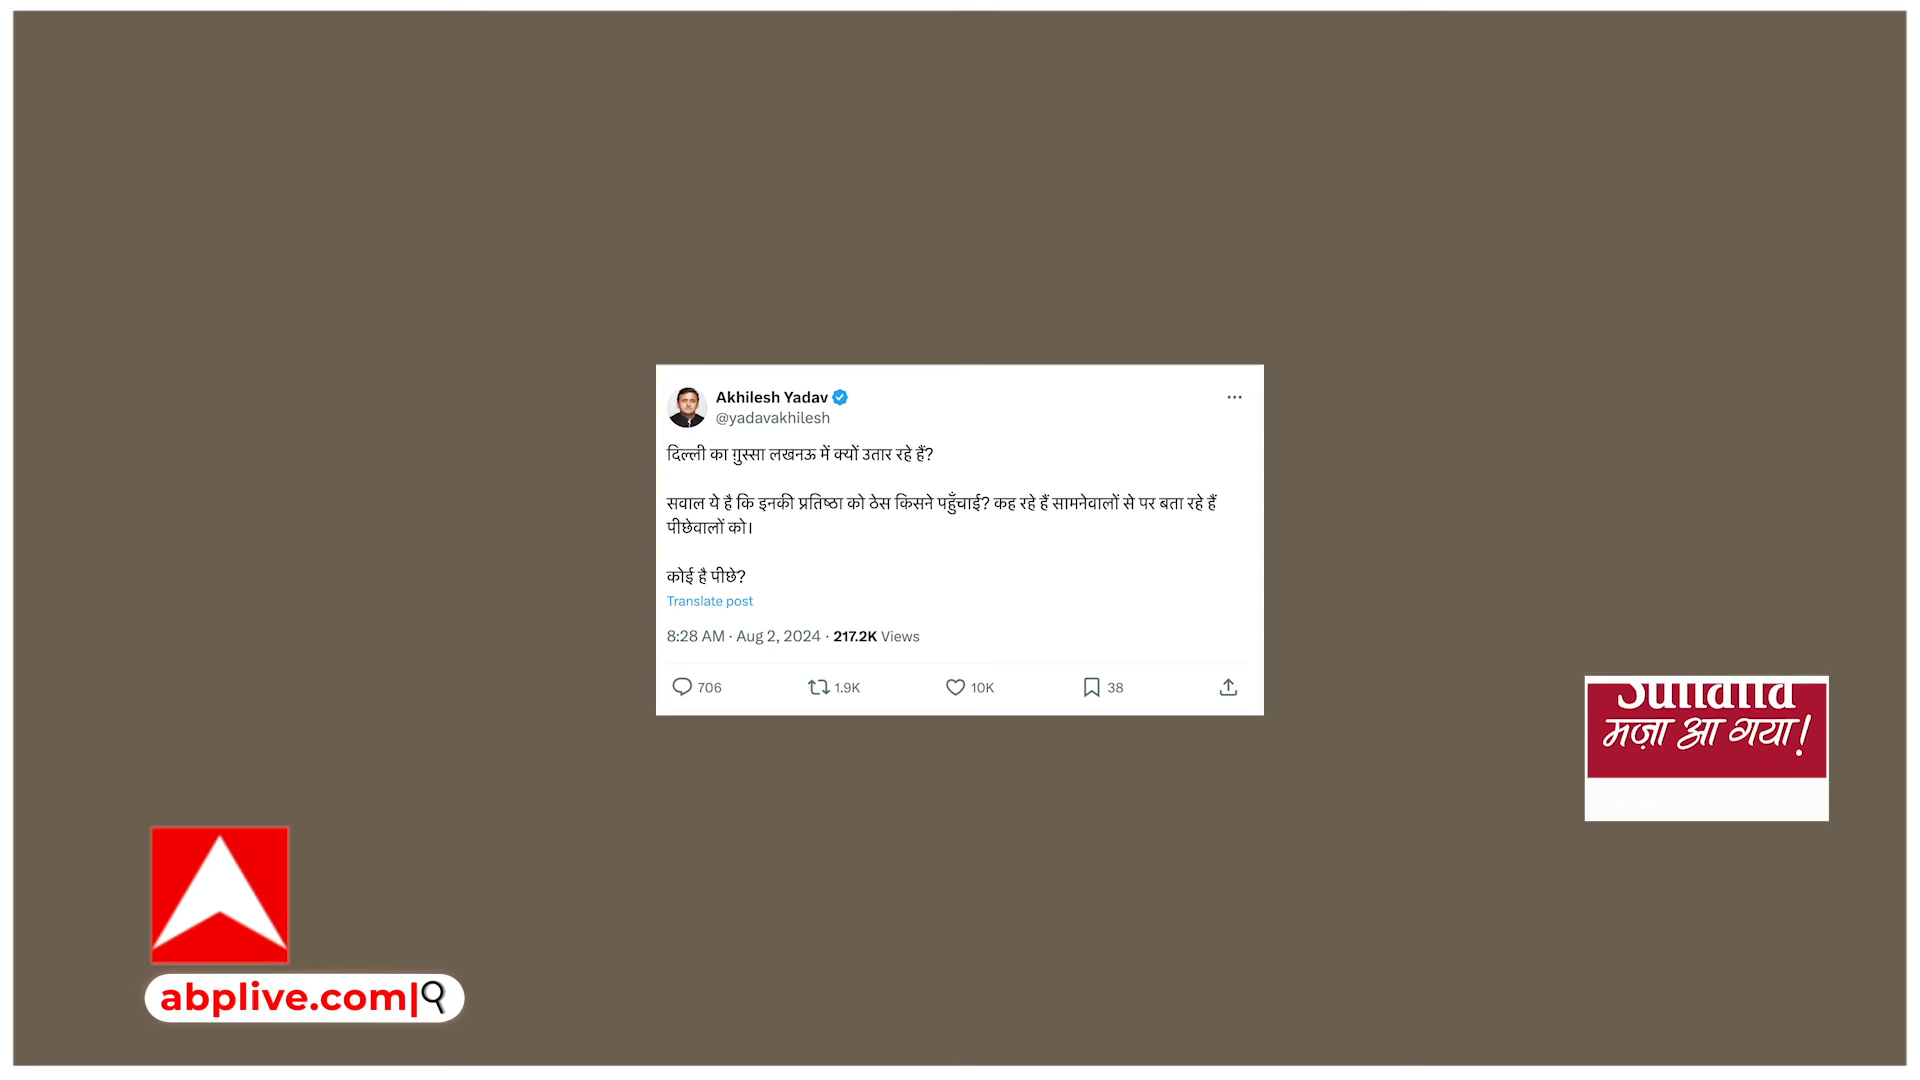 Akhilesh Yadav
@yadavakhilesh
दिल्ली का ग़ुस्सा लखनऊ में क्यों उतार रहे हैं?
सवाल ये है कि इनकी प्रतिष्ठा को ठेस किसने पहुँचाई? कह रहे हैं सामनेवालों से पर बता रहे हैं
पीछेवालों को।
कोई है पीछे?
Translate post
8:28 AM · Aug 2, 2024 · 217.2K Views
706 1.9K 10K 38
मज़ा आ गया!
abplive.com